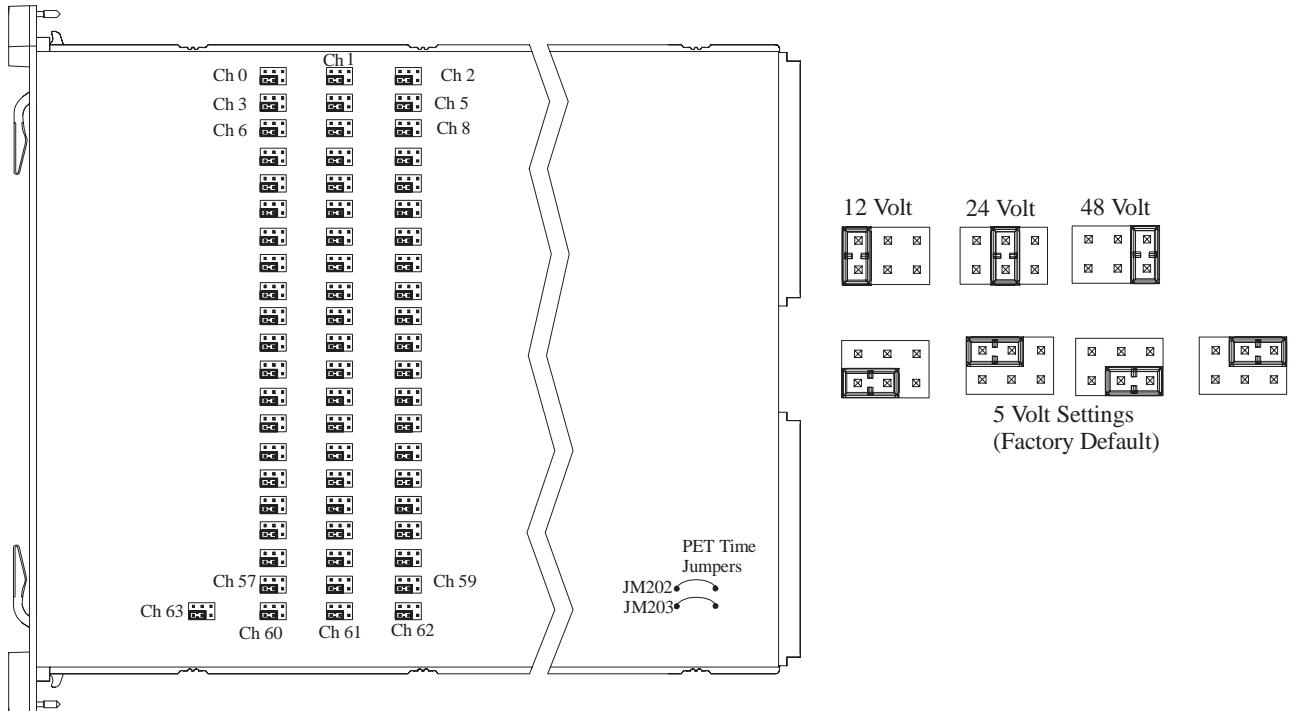 Ch 0
Ch 1
Ch 2
Ch 3
Ch 5
Ch 6
Ch 8
12 Volt
24 Volt
48 Volt
5 Volt Settings
(Factory Default)
PET Time
Jumpers
JM202
JM203
Ch 57
Ch 59
Ch 63
Ch 60
Ch 61
Ch 62